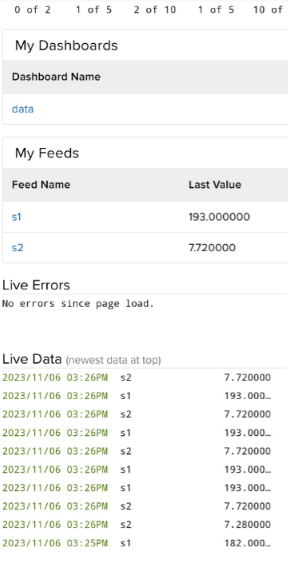 0 of 2 1 of 5 2 of 10 1 of 5 10 of
My Dashboards
Dashboard Name
data
My Feeds
Feed Name Last Value
s1 193.000000
s2 7.720000
Live Errors
No errors since page load.
Live Data (newest data at top)
2023/11/06 03:26PM s2 7.720000
2023/11/06 03:26PM s1 193.000…
2023/11/06 03:26PM s2 7.720000
2023/11/06 03:26PM s1 193.000…
2023/11/06 03:26PM s2 7.720000
2023/11/06 03:26PM s1 193.000…
2023/11/06 03:26PM s1 193.000…
2023/11/06 03:26PM s2 7.720000
2023/11/06 03:26PM s2 7.280000
2023/11/06 03:25PM s1 182.000…